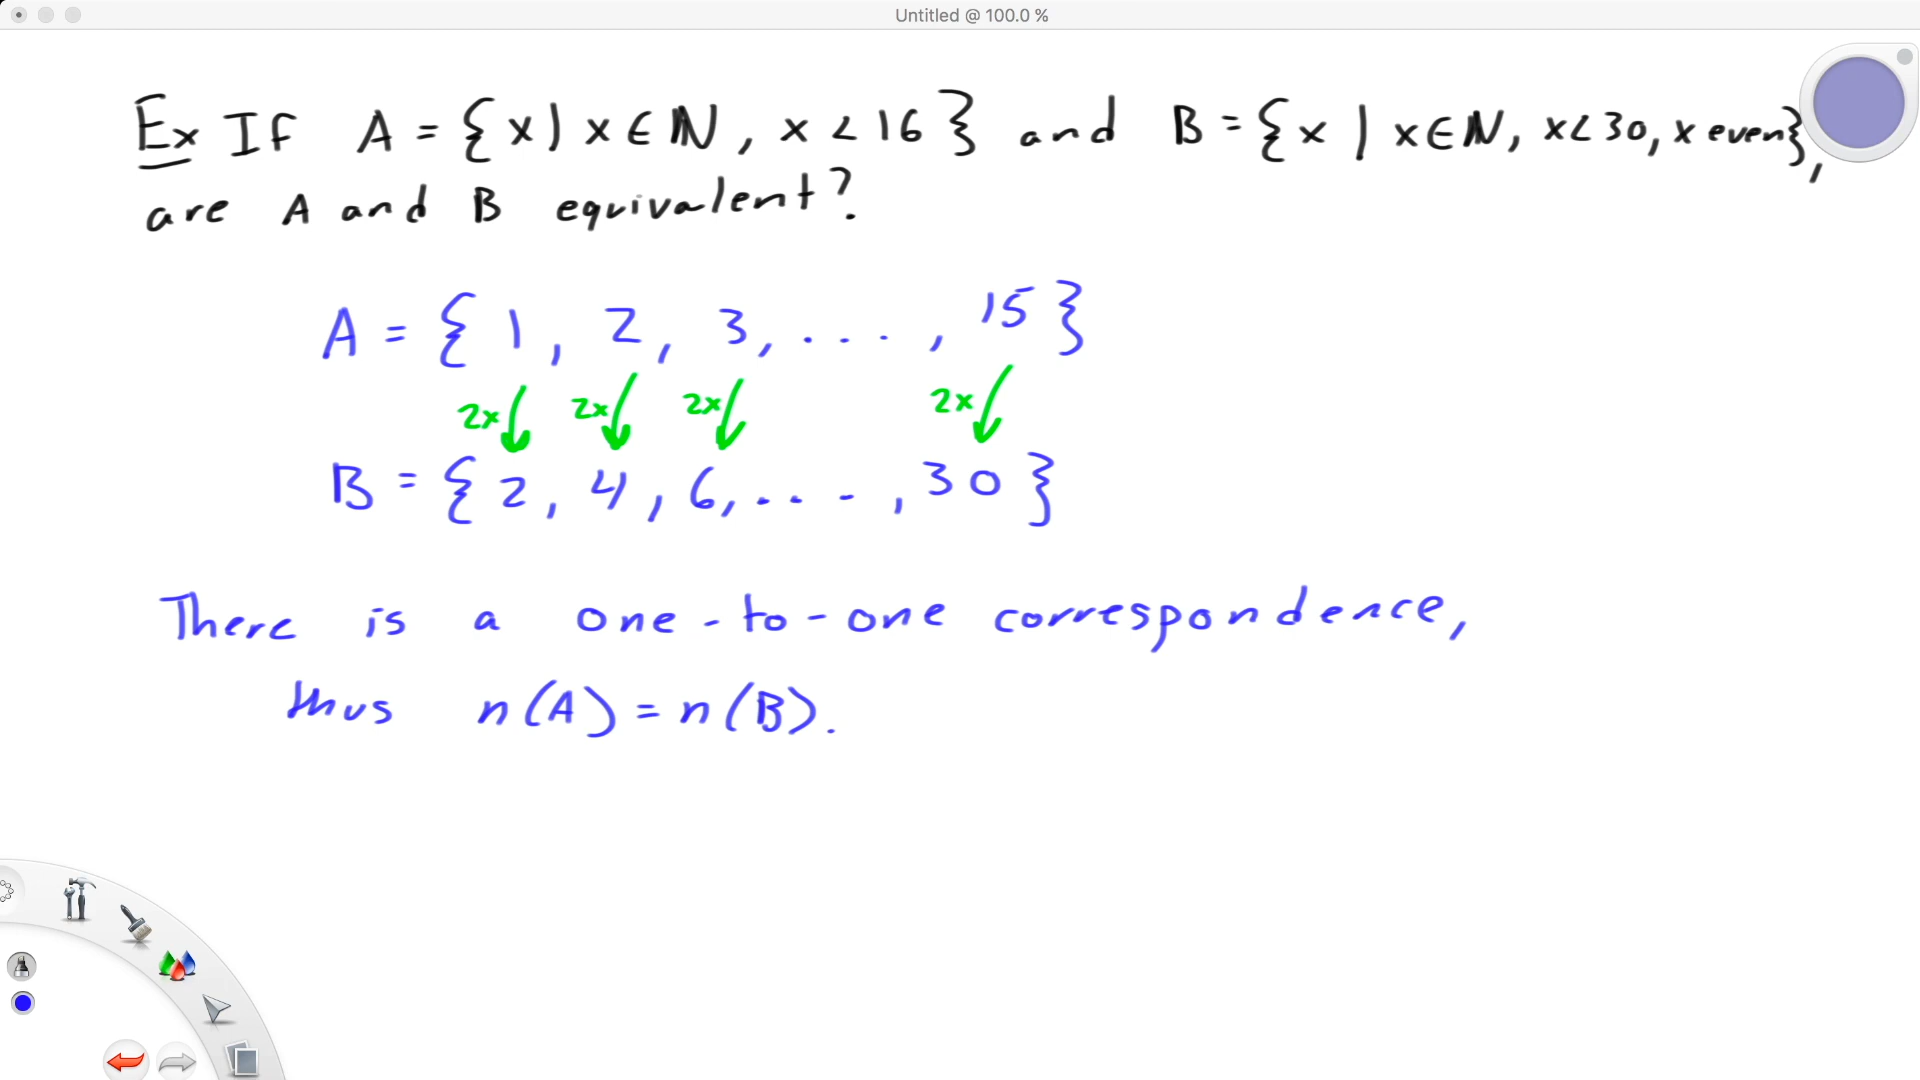 Untitled @ 100.0 %
Ex If A = {x | x ∈ ℕ, x < 16} and B = {x | x ∈ ℕ, x < 30, x even},
are A and B equivalent?
A = {1, 2, 3, . . . , 15}
2x 2x 2x 2x
B = {2, 4, 6, . . . , 30}
There is a one-to-one correspondence,
thus n(A) = n(B).